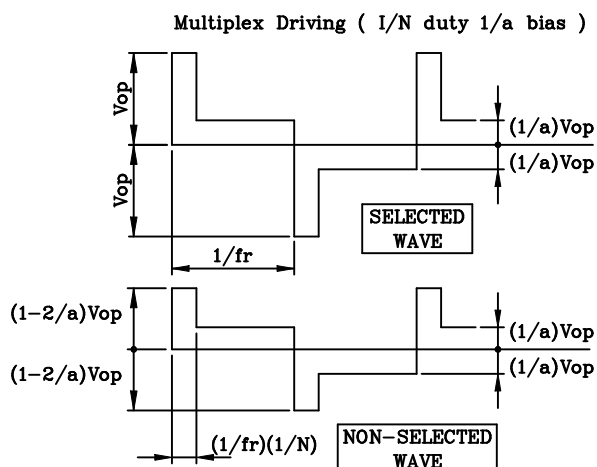 Multiplex Driving ( I/N duty 1/a bias )
Vop
Vop
(1/a)Vop
(1/a)Vop
SELECTED
WAVE
1/fr
(1-2/a)Vop
(1-2/a)Vop
(1/a)Vop
(1/a)Vop
(1/fr)(1/N)
NON-SELECTED
WAVE